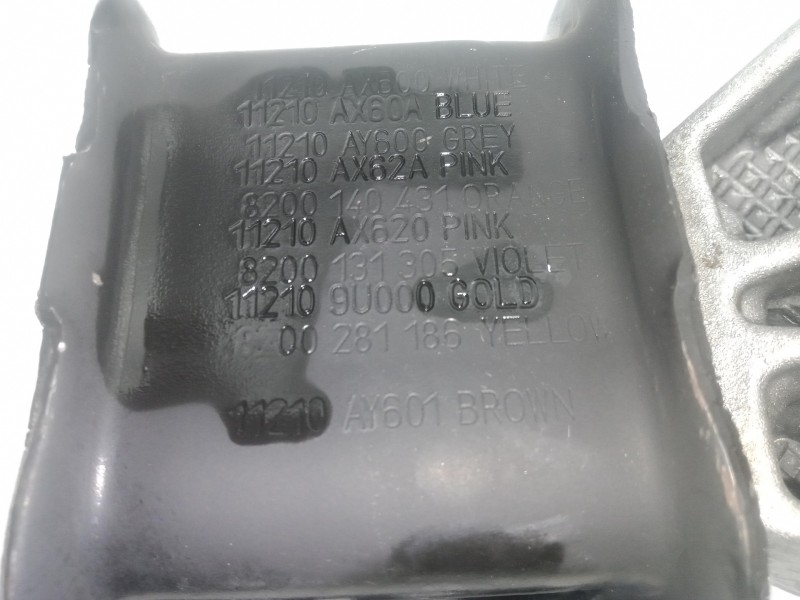 11210 AX600 WHITE
11210 AX60A BLUE
11210 AY600 GREY
11210 AX62A PINK
8200 140 431 ORANGE
11210 AX620 PINK
8200 131 305 VIOLET
11210 9U000 GOLD
8200 281 186 YELLOW
11210 AY601 BROWN